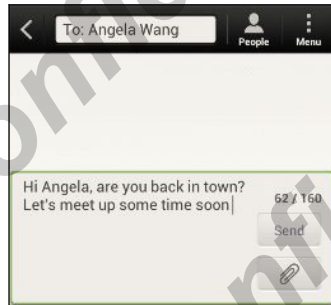 To: Angela Wang
People
Menu
Hi Angela, are you back in town?
Let's meet up some time soon
62 / 160
Send